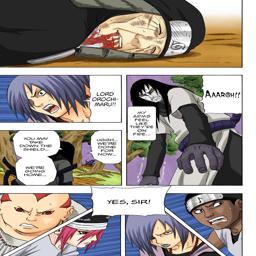 LORD
OROCHI-
MARU!!
AAARGH!!
MY
ARMS
FEEL
LIKE
THEY'RE
ON
FIRE...
UGGH...
WE'RE
DONE
FOR
NOW...
YOU MAY
TAKE
DOWN THE
SHIELD...
WE'RE
GOING
HOME...
YES, SIR!